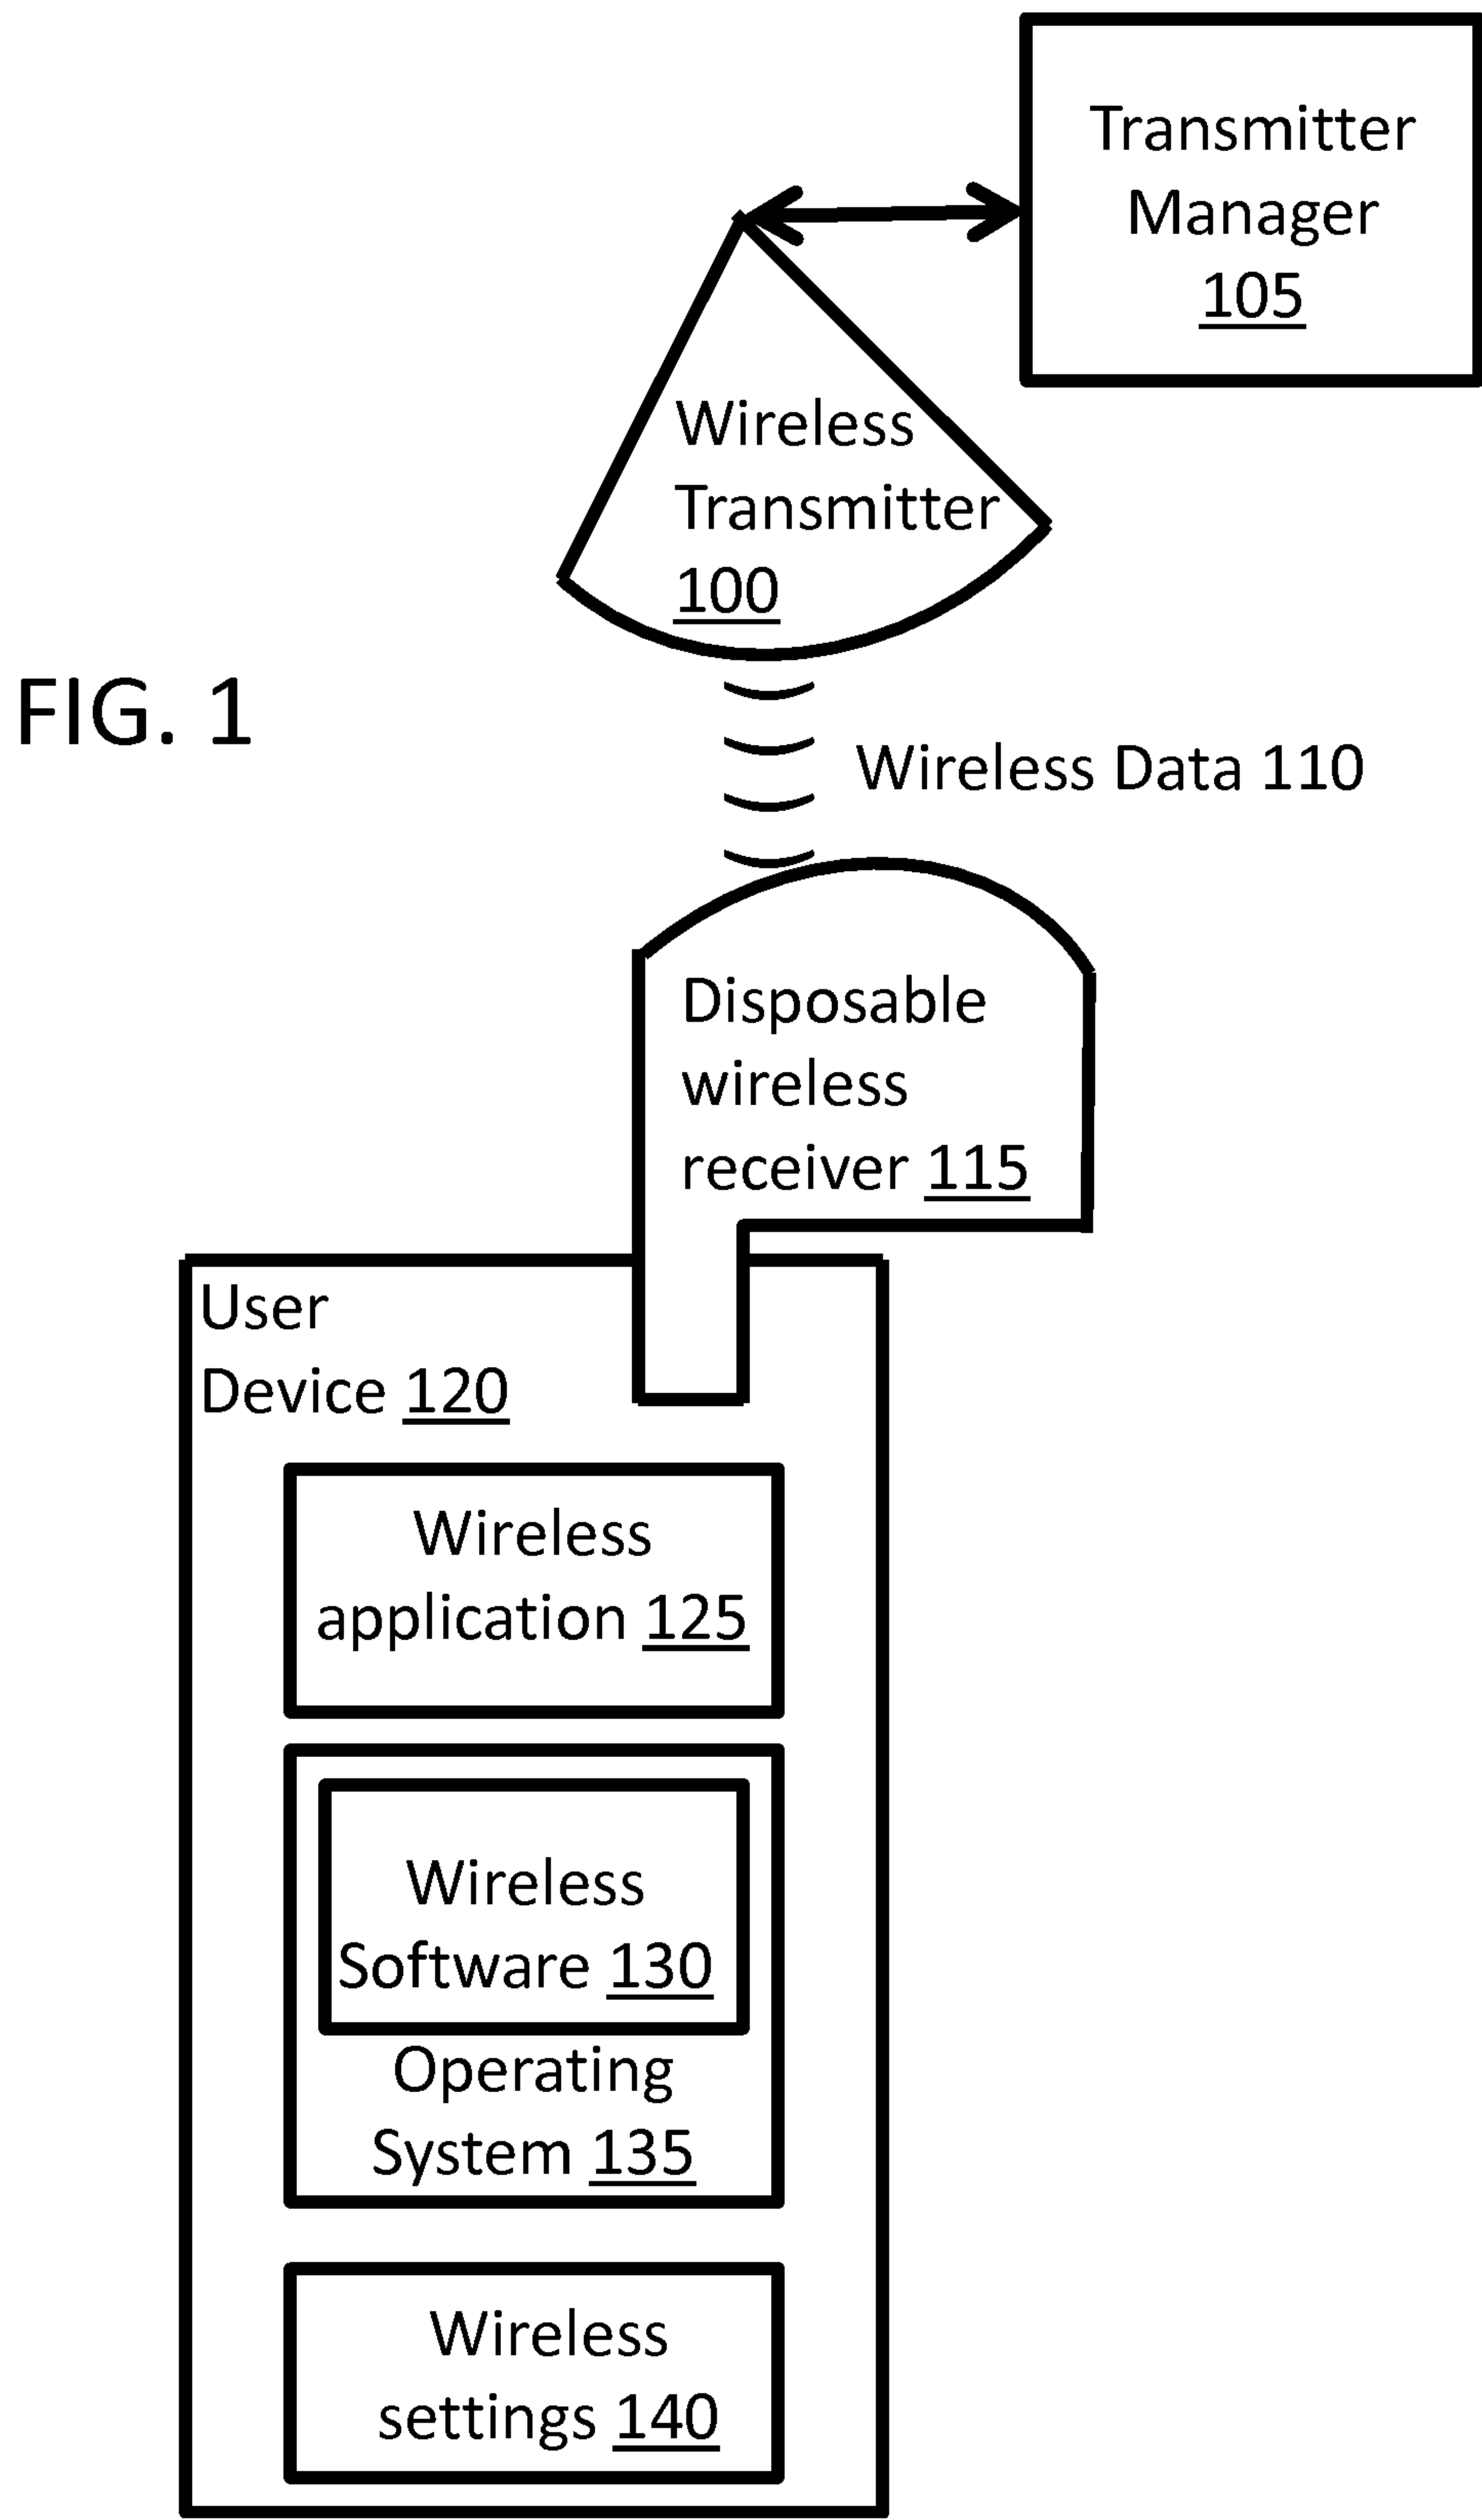 Transmitter
Manager
105
Wireless
Transmitter
100
FIG. 1
Wireless Data 110
Disposable
wireless
receiver 115
User
Device 120
Wireless
application 125
Wireless
Software 130
Operating
System 135
Wireless
settings 140